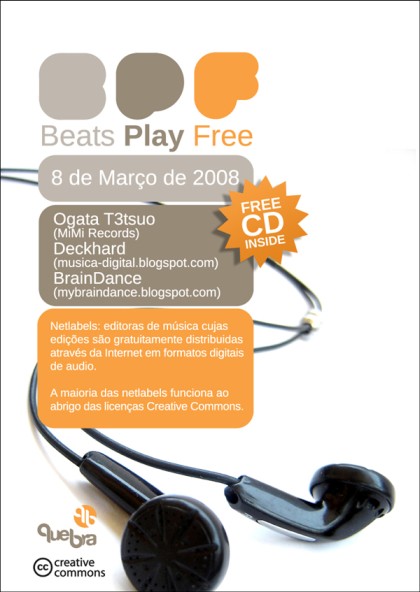 BPF
Beats Play Free
8 de Março de 2008
FREE
CD
INSIDE
Ogata T3tsuo
(MiMi Records)
Deckhard
(musica-digital.blogspot.com)
BrainDance
(mybraindance.blogspot.com)
Netlabels: editoras de música cujas
edições são gratuitamente distribuidas
através da Internet em formatos digitais
de audio.
A maioria das netlabels funciona ao
abrigo das licenças Creative Commons.
quebra
cc creative
commons